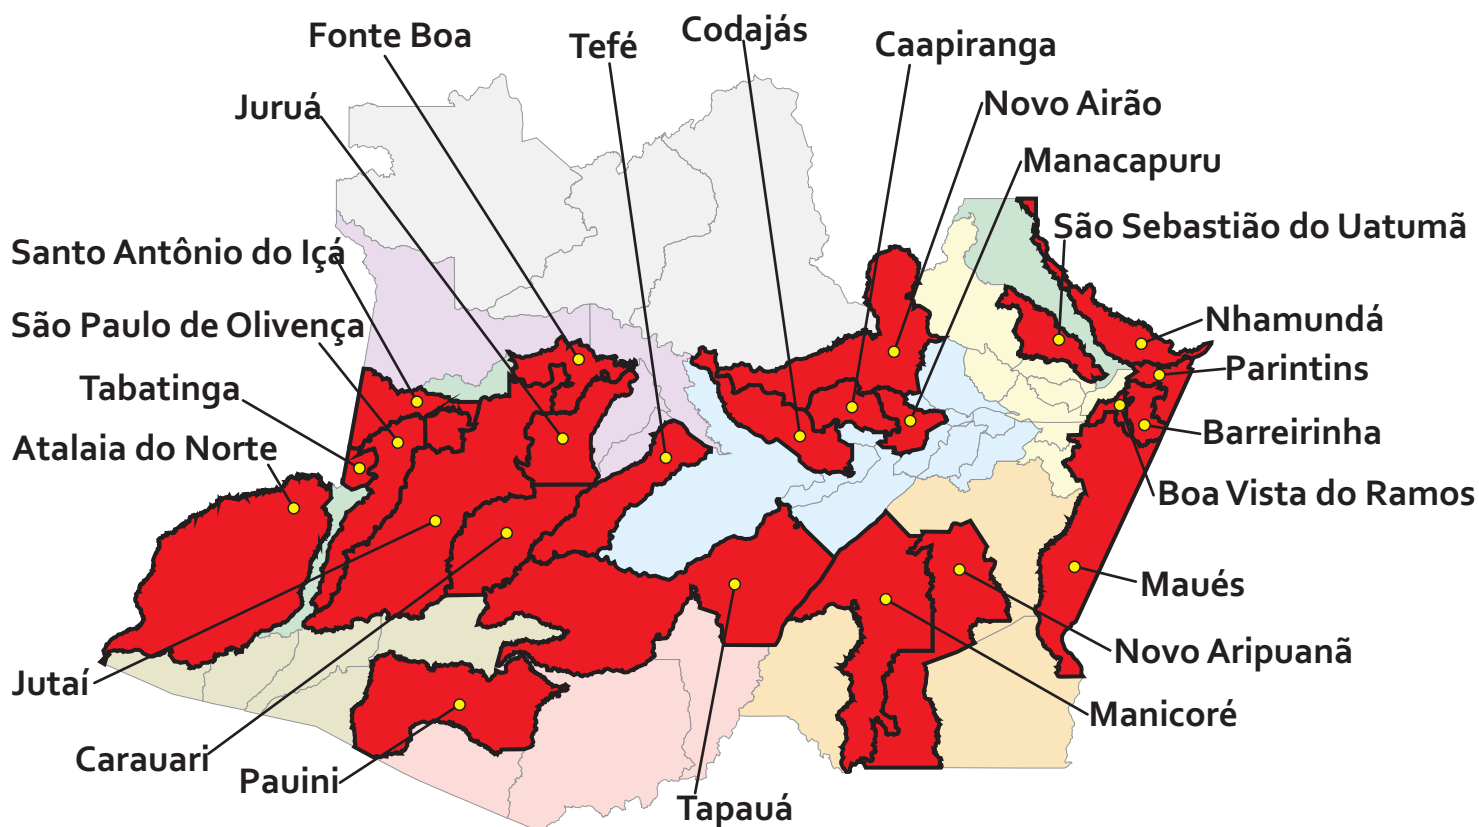 Fonte Boa
Tefé
Codajás
Caapiranga
Juruá
Novo Airão
Manacapuru
São Sebastião do Uatumã
Santo Antônio do Içá
São Paulo de Olivença
Nhamundá
Tabatinga
Parintins
Atalaia do Norte
Barreirinha
Boa Vista do Ramos
Maués
Novo Aripuanã
Jutaí
Manicoré
Carauari
Pauini
Tapauá